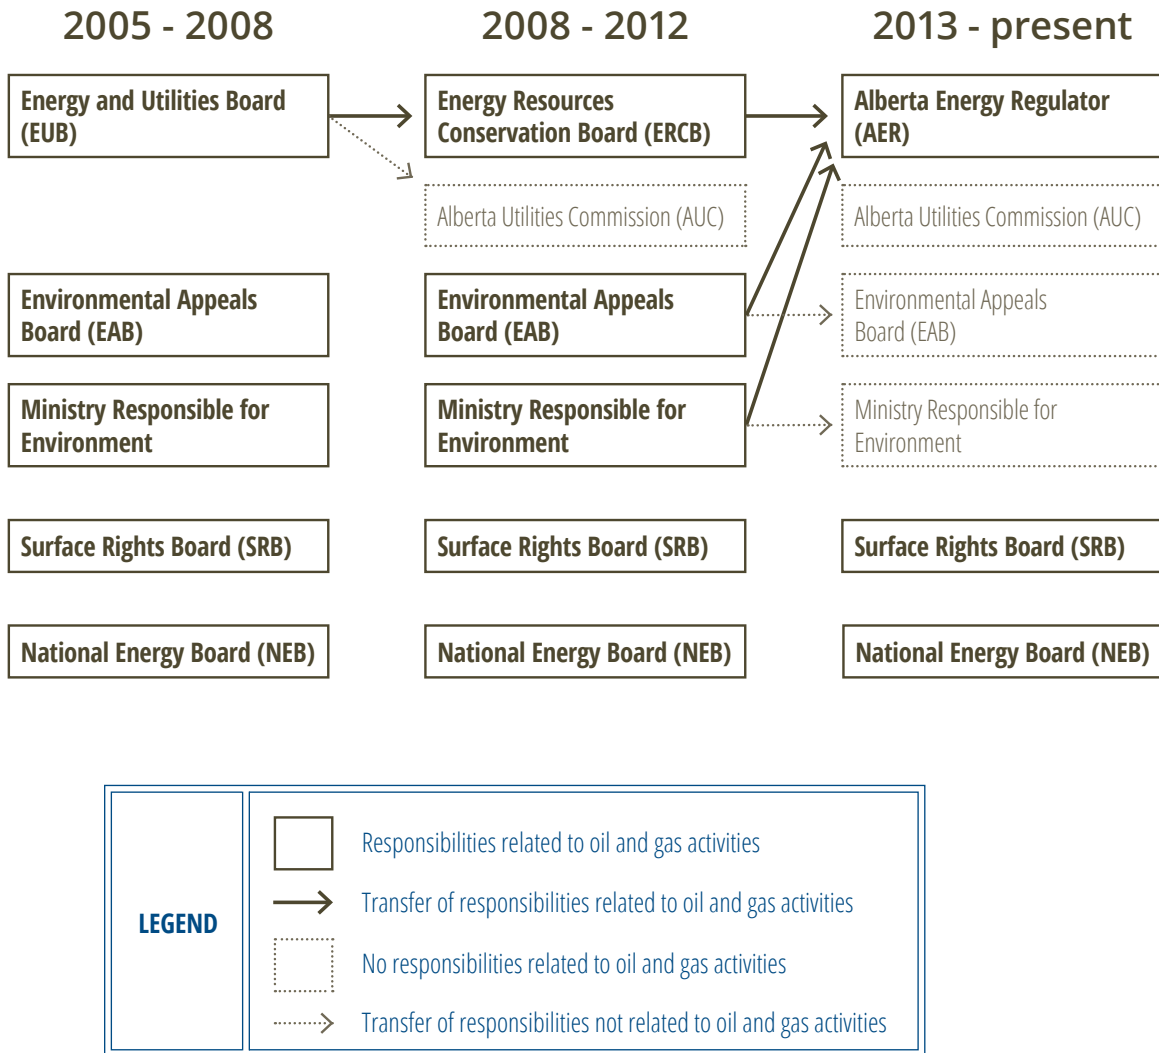 2005 - 2008
2008 - 2012
2013 - present
Energy and Utilities Board
(EUB)
Energy Resources
Conservation Board (ERCB)
Alberta Energy Regulator
(AER)
Alberta Utilities Commission (AUC)
Alberta Utilities Commission (AUC)
Environmental Appeals
Board (EAB)
Environmental Appeals
Board (EAB)
Environmental Appeals
Board (EAB)
Ministry Responsible for
Environment
Ministry Responsible for
Environment
Ministry Responsible for
Environment
Surface Rights Board (SRB)
Surface Rights Board (SRB)
Surface Rights Board (SRB)
National Energy Board (NEB)
National Energy Board (NEB)
National Energy Board (NEB)
LEGEND
Responsibilities related to oil and gas activities
Transfer of responsibilities related to oil and gas activities
No responsibilities related to oil and gas activities
Transfer of responsibilities not related to oil and gas activities